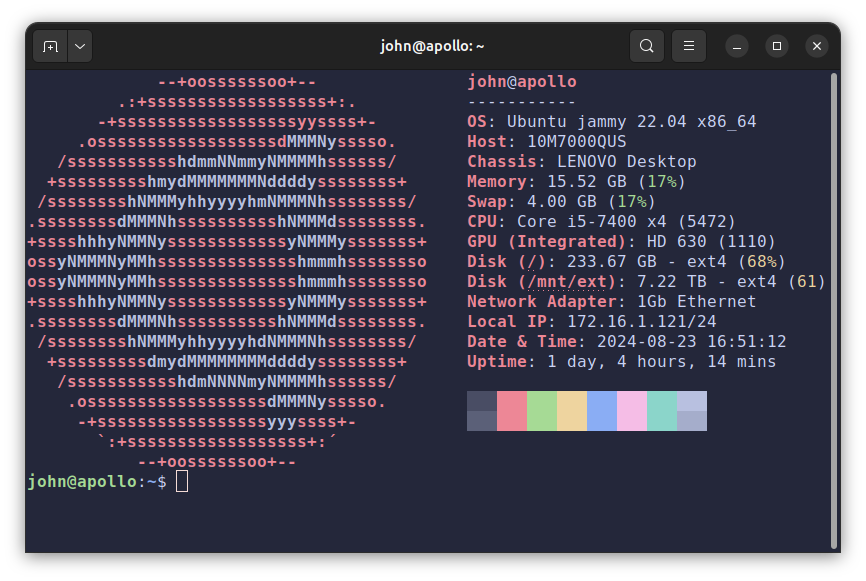 john@apollo: ~
--+oossssssoo+--
.:+ssssssssssssssssss+:.
-+ssssssssssssssssssyyssss+-
.ossssssssssssssssssdMMMNysssso.
/ssssssssssshdmmNNmmyNMMMMhssssss/
+ssssssssshmydMMMMMMMNddddyssssssss+
/sssssssshNMMMyhhyyyyhmNMMMNhssssssss/
.ssssssssdMMMNhsssssssssshNMMMdssssssss.
+sssshhhyNMMNyssssssssssssyNMMMysssssss+
ossyNMMMNyMMhsssssssssssssshmmmhssssssso
ossyNMMMNyMMhsssssssssssssshmmmhssssssso
+sssshhhyNMMNyssssssssssssyNMMMysssssss+
.ssssssssdMMMNhsssssssssshNMMMdssssssss.
/sssssssshNMMMyhhyyyyhdNMMMNhssssssss/
+sssssssssdmydMMMMMMMMddddyssssssss+
/ssssssssssshdmNNNNmyNMMMMhssssss/
.ossssssssssssssssssdMMMNysssso.
-+sssssssssssssssssyyyssss+-
`:+ssssssssssssssssss+:´
--+oossssssoo+--
john@apollo
-----------
OS: Ubuntu jammy 22.04 x86_64
Host: 10M7000QUS
Chassis: LENOVO Desktop
Memory: 15.52 GB (17%)
Swap: 4.00 GB (17%)
CPU: Core i5-7400 x4 (5472)
GPU (Integrated): HD 630 (1110)
Disk (/): 233.67 GB - ext4 (68%)
Disk (/mnt/ext): 7.22 TB - ext4 (61)
Network Adapter: 1Gb Ethernet
Local IP: 172.16.1.121/24
Date & Time: 2024-08-23 16:51:12
Uptime: 1 day, 4 hours, 14 mins
john@apollo:~$